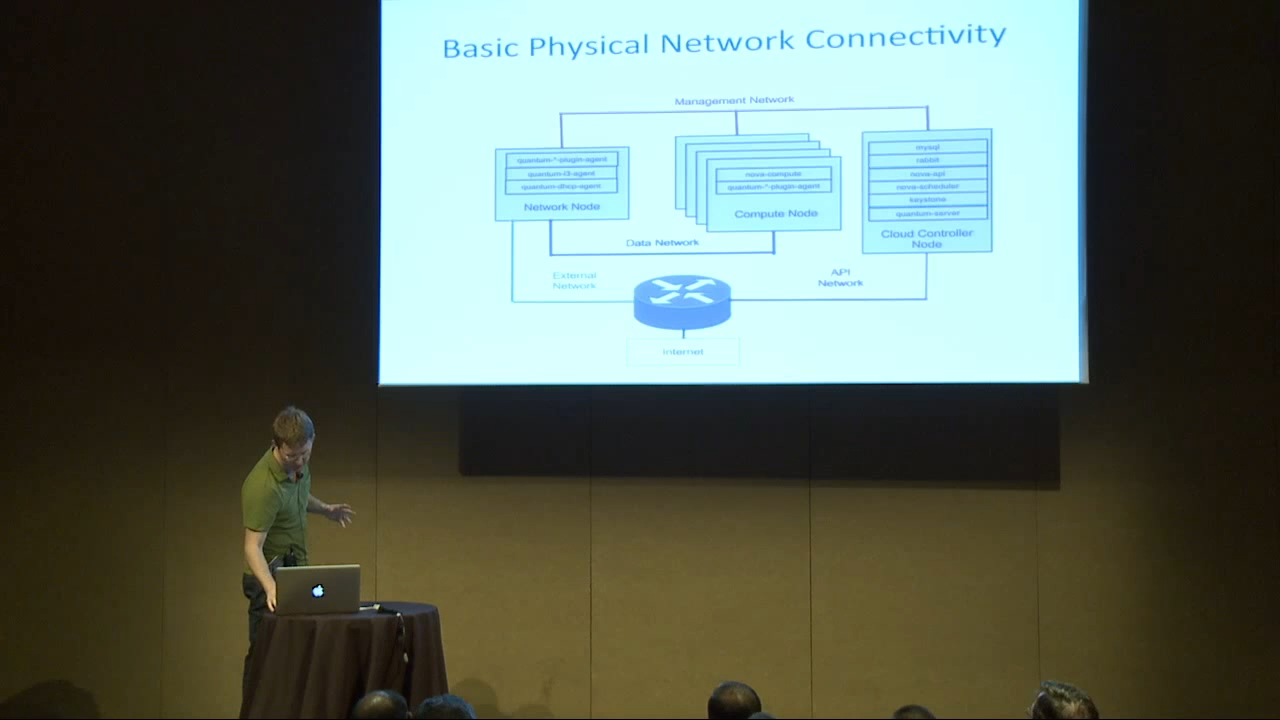 Basic Physical Network Connectivity
Management Network
quantum-*-plugin-agent
quantum-l3-agent
quantum-dhcp-agent
Network Node
nova-compute
quantum-*-plugin-agent
Compute Node
mysql
rabbit
nova-api
nova-scheduler
keystone
quantum-server
Cloud Controller
Node
Data Network
External
Network
API
Network
Internet